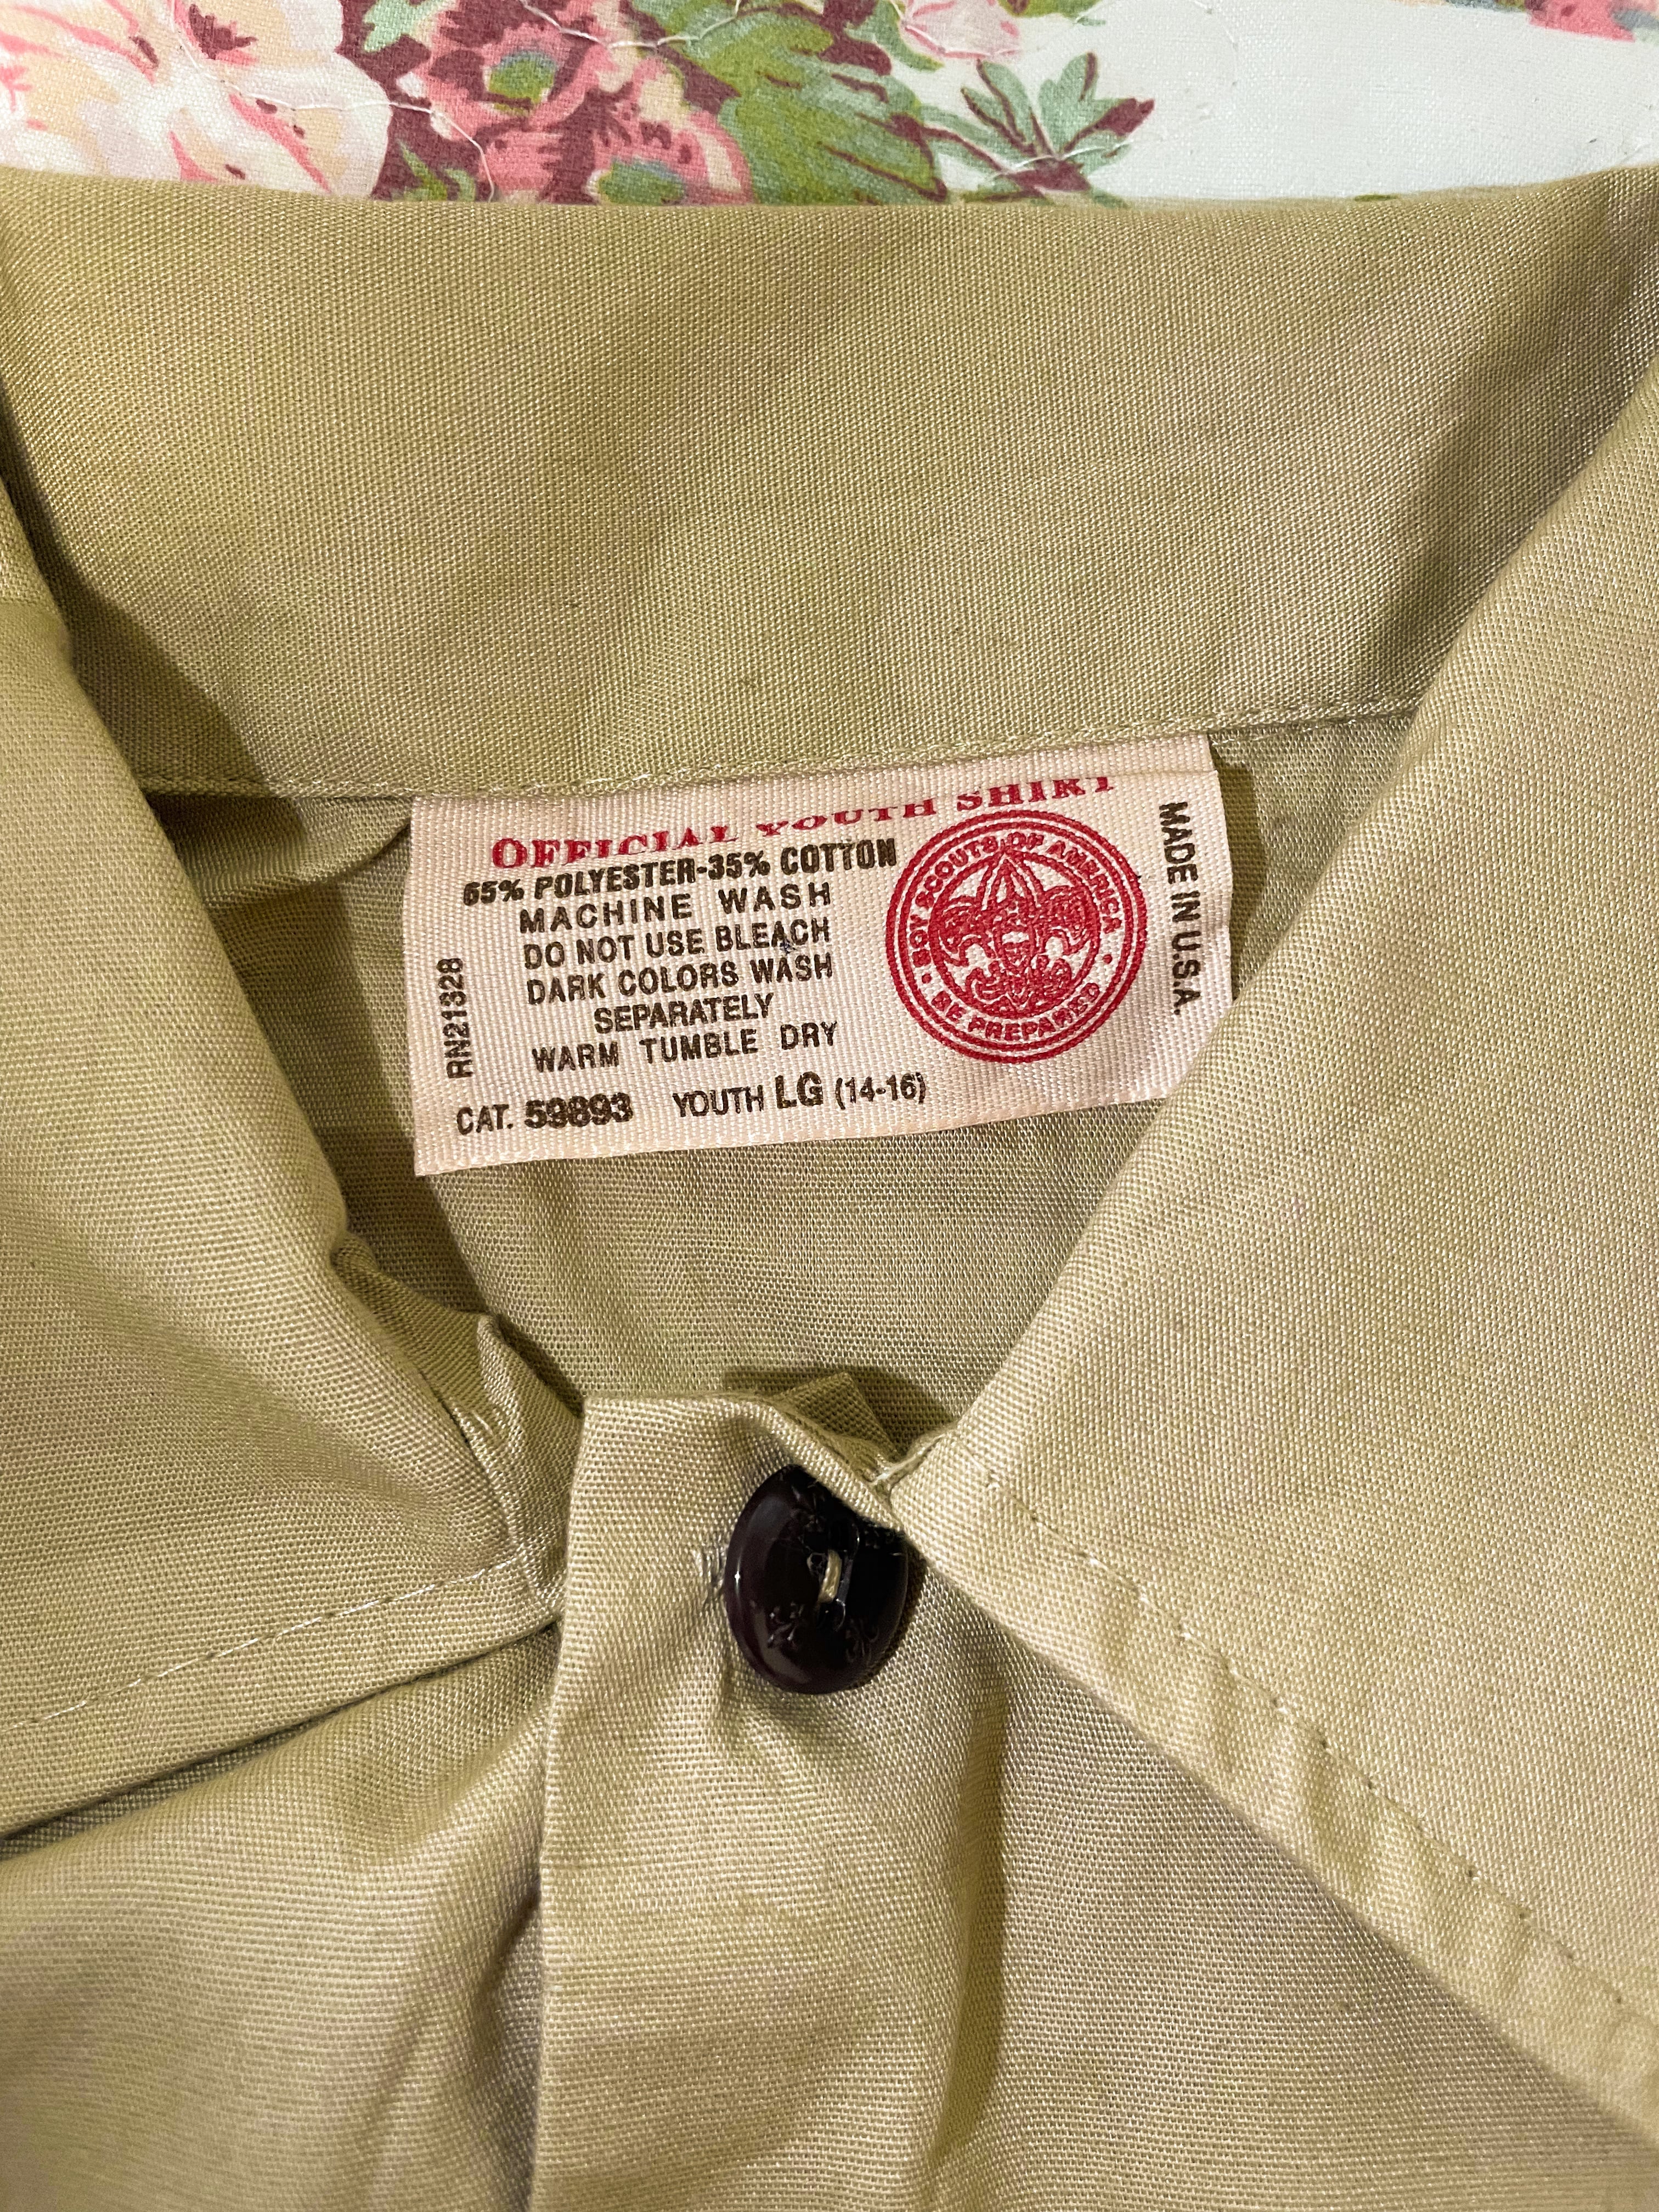 OFFICIAL YOUTH SHIRT
65% POLYESTER-35% COTTON
MACHINE WASH
DO NOT USE BLEACH
DARK COLORS WASH
SEPARATELY
WARM TUMBLE DRY
RN21328
CAT. 59893 YOUTH LG (14-16)
BOY SCOUTS OF AMERICA
BE PREPARED
MADE IN U.S.A.